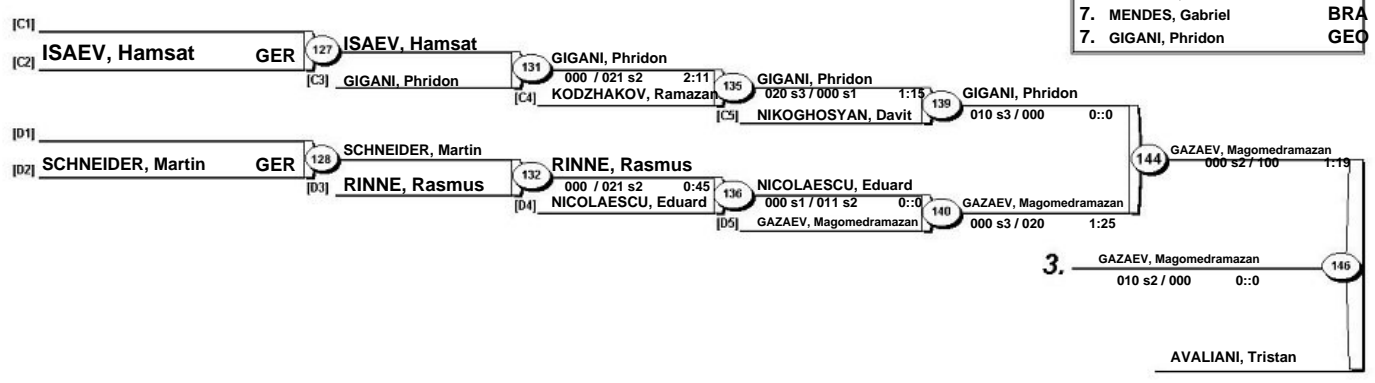 7. MENDES, Gabriel BRA
7. GIGANI, Phridon GEO
[C1]
[C2] ISAEV, Hamsat GER
127
ISAEV, Hamsat
[C3] GIGANI, Phridon
131
GIGANI, Phridon
000 / 021 s2 2:11
[C4] KODZHAKOV, Ramazan
135
GIGANI, Phridon
020 s3 / 000 s1 1:15
[C5] NIKOGHOSYAN, Davit
139
GIGANI, Phridon
010 s3 / 000 0::0
[D1]
[D2] SCHNEIDER, Martin GER
128
SCHNEIDER, Martin
[D3] RINNE, Rasmus
132
RINNE, Rasmus
000 / 021 s2 0:45
[D4] NICOLAESCU, Eduard
136
NICOLAESCU, Eduard
000 s1 / 011 s2 0::0
[D5] GAZAEV, Magomedramazan
140
GAZAEV, Magomedramazan
000 s3 / 020 1:25
144
GAZAEV, Magomedramazan
000 s2 / 100 1:19
3. GAZAEV, Magomedramazan
010 s2 / 000 0::0
146
AVALIANI, Tristan